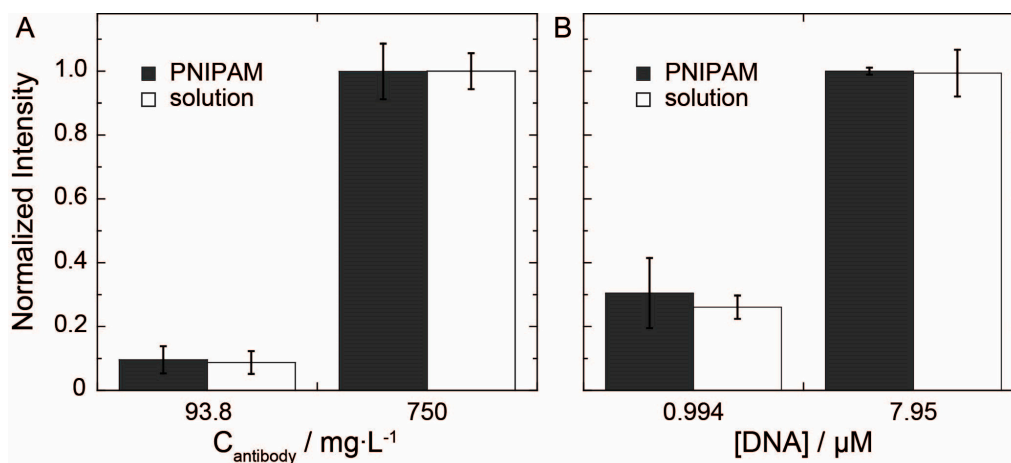 A
B
Normalized Intensity
1.0
0.8
0.6
0.4
0.2
0
PNIPAM
solution
PNIPAM
solution
93.8
750
0.994
7.95
C_antibody / mg·L⁻¹
[DNA] / µM